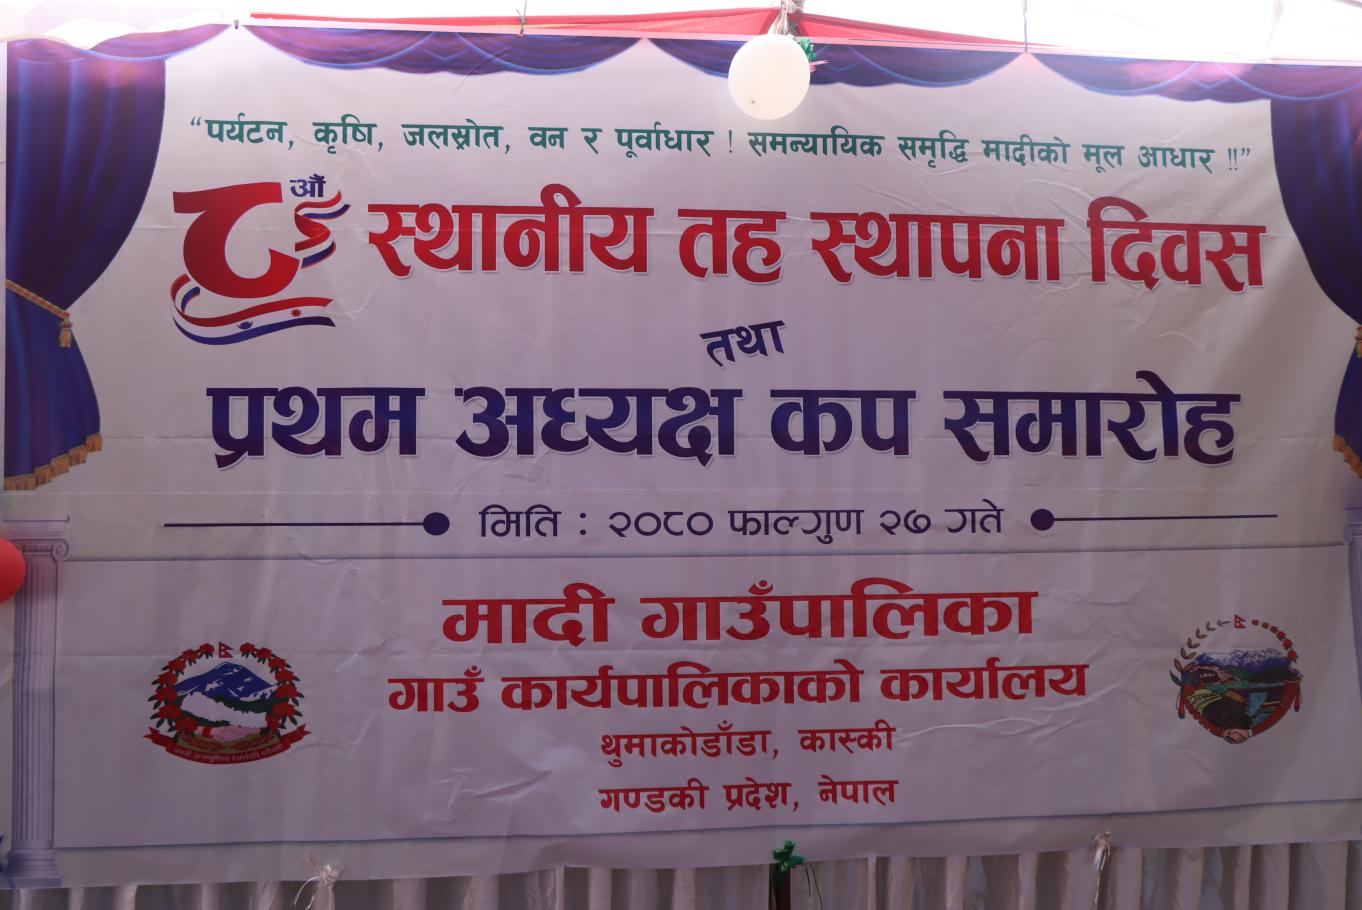 “पर्यटन, कृषि, जलस्रोत, वन र पूर्वाधार ! समन्यायिक समृद्धि मादीको मूल आधार !!”
८औं स्थानीय तह स्थापना दिवस
तथा
प्रथम अध्यक्ष कप समारोह
मिति : २०८० फाल्गुण २७ गते
मादी गाउँपालिका
गाउँ कार्यपालिकाको कार्यालय
थुमाकोडाँडा, कास्की
गण्डकी प्रदेश, नेपाल